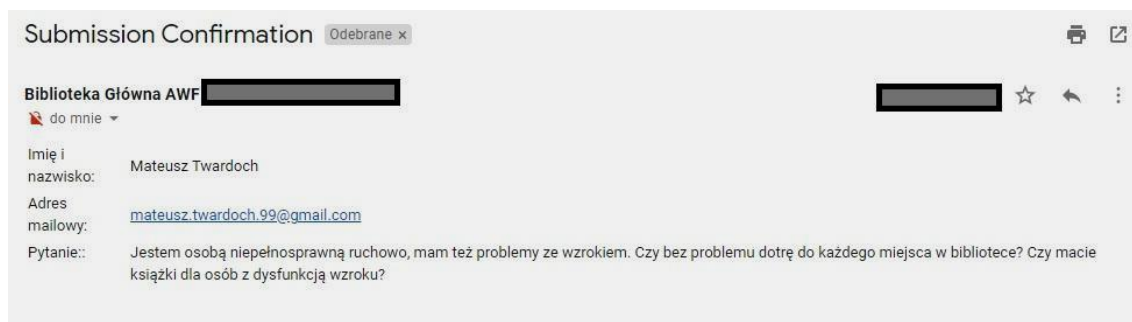 Submission Confirmation Odebrane ×
Biblioteka Główna AWF
do mnie
Imię i
nazwisko: Mateusz Twardoch
Adres
mailowy: mateusz.twardoch.99@gmail.com
Pytanie:: Jestem osobą niepełnosprawną ruchowo, mam też problemy ze wzrokiem. Czy bez problemu dotrę do każdego miejsca w bibliotece? Czy macie
książki dla osób z dysfunkcją wzroku?